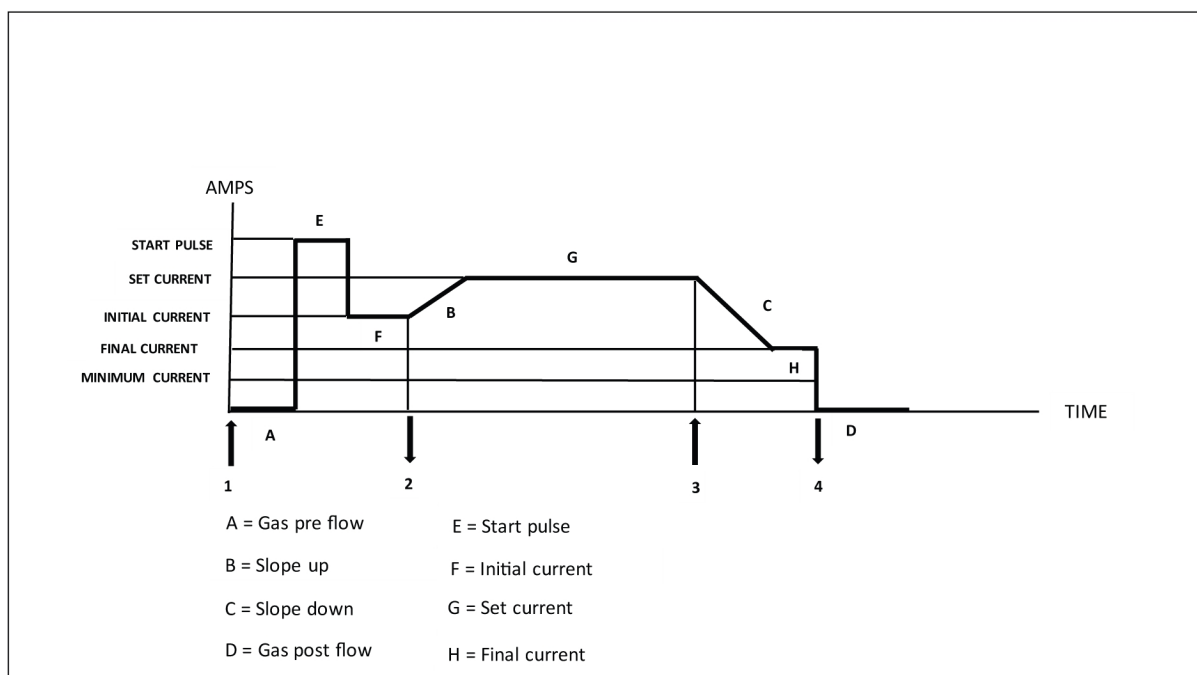 AMPS
E
START PULSE
SET CURRENT
G
INITIAL CURRENT
B
C
F
FINAL CURRENT
H
MINIMUM CURRENT
TIME
A
D
1
2
3
4
A = Gas pre flow
E = Start pulse
B = Slope up
F = Initial current
C = Slope down
G = Set current
D = Gas post flow
H = Final current